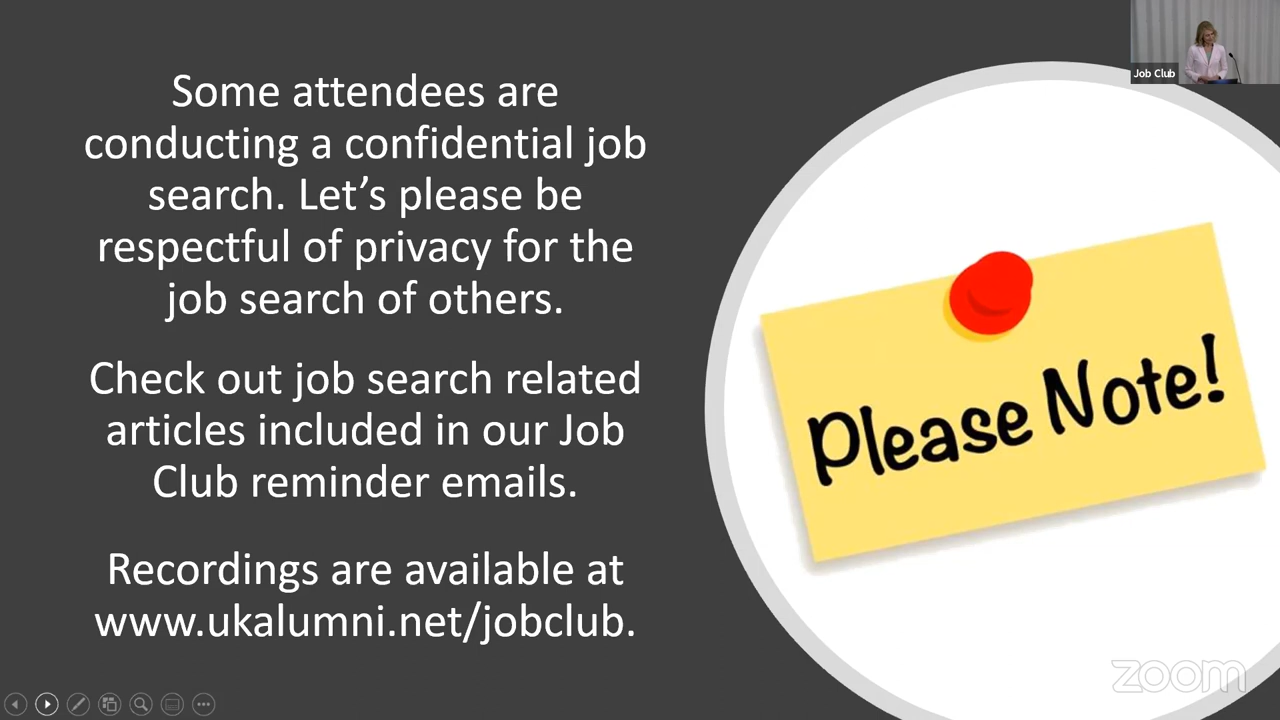 Some attendees are
conducting a confidential job
search. Let’s please be
respectful of privacy for the
job search of others.
Check out job search related
articles included in our Job
Club reminder emails.
Recordings are available at
www.ukalumni.net/jobclub.
Job Club
Please Note!
zoom